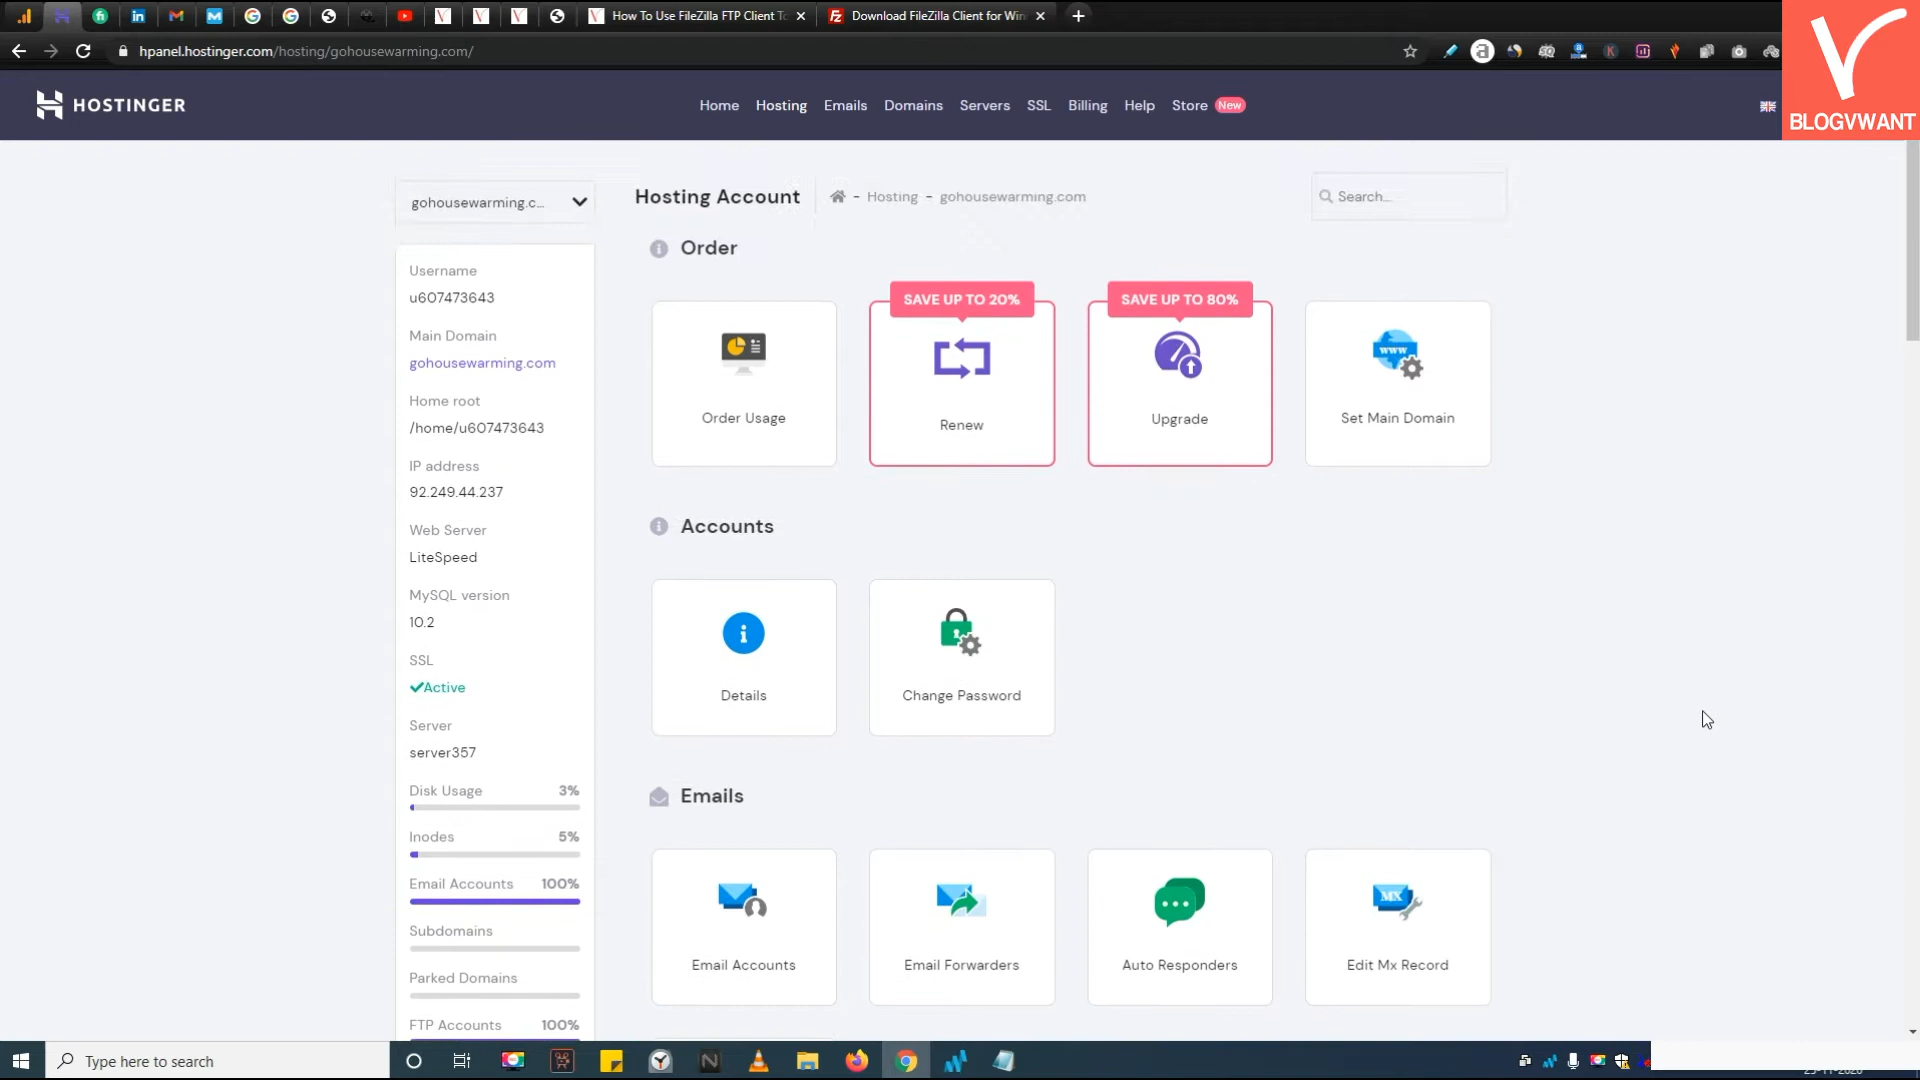 How To Use FileZilla FTP Client T
Download FileZilla Client for Win
hpanel.hostinger.com/hosting/gohousewarming.com/
HOSTINGER
Home
Hosting
Emails
Domains
Servers
SSL
Billing
Help
Store
New
BLOGVWANT
gohousewarming.c...
Hosting Account
- Hosting - gohousewarming.com
Search...
Username
u607473643
Main Domain
gohousewarming.com
Home root
/home/u607473643
IP address
92.249.44.237
Web Server
LiteSpeed
MySQL version
10.2
SSL
Active
Server
server357
Disk Usage 3%
Inodes 5%
Email Accounts 100%
Subdomains
Parked Domains
FTP Accounts 100%
Order
SAVE UP TO 20%
SAVE UP TO 80%
www
Order Usage
Renew
Upgrade
Set Main Domain
Accounts
Details
Change Password
Emails
MX
Email Accounts
Email Forwarders
Auto Responders
Edit Mx Record
Type here to search